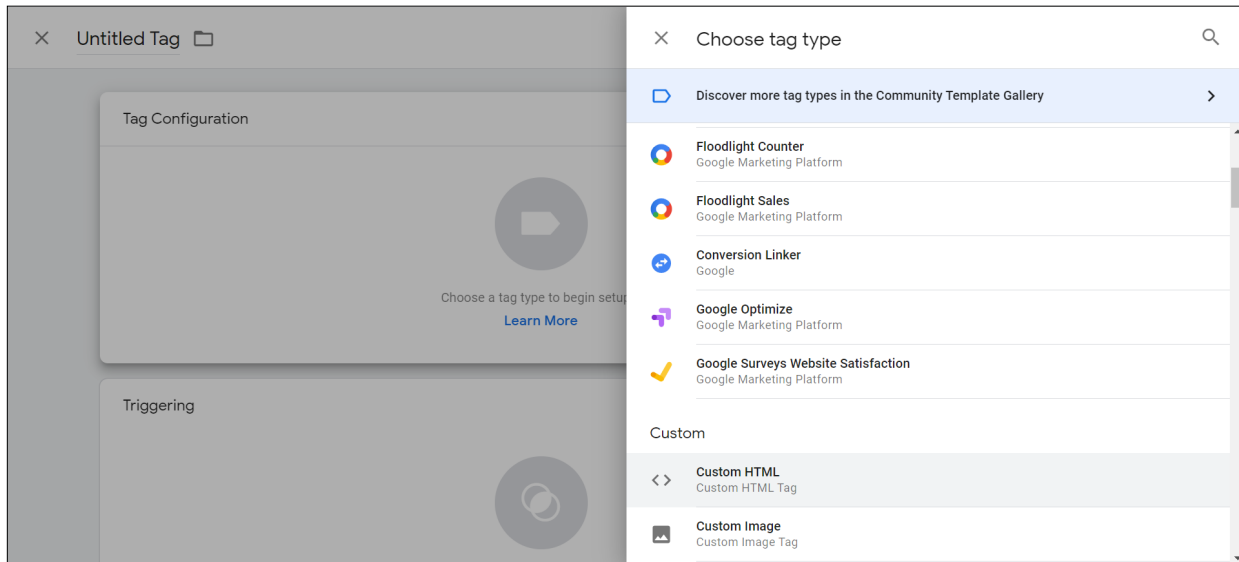 Untitled Tag
Tag Configuration
Choose a tag type to begin setup
Learn More
Triggering
Choose tag type
Discover more tag types in the Community Template Gallery
Floodlight Counter
Google Marketing Platform
Floodlight Sales
Google Marketing Platform
Conversion Linker
Google
Google Optimize
Google Marketing Platform
Google Surveys Website Satisfaction
Google Marketing Platform
Custom
Custom HTML
Custom HTML Tag
Custom Image
Custom Image Tag